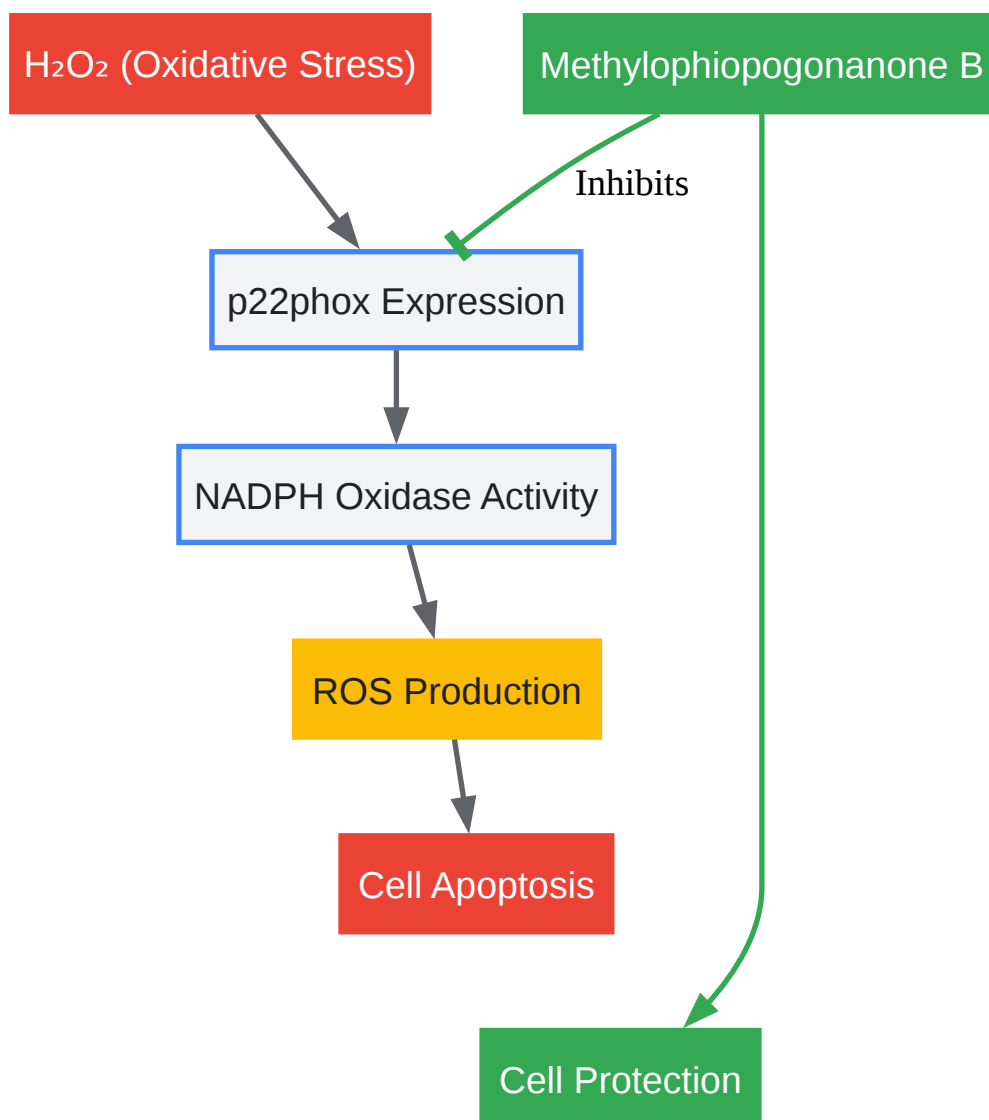 H₂O₂ (Oxidative Stress)
Methylophiopogonanone B
Inhibits
p22phox Expression
NADPH Oxidase Activity
ROS Production
Cell Apoptosis
Cell Protection